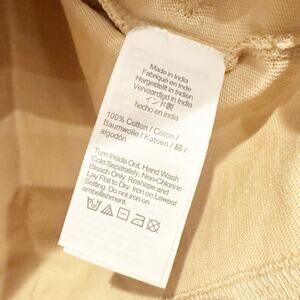 Made in India
Fabriqué en Inde
Hergestellt in Indien
Vervaardigd in India
インド製
hecho en india
100% Cotton / Coton /
Baumwolle / Katoen / 綿 /
algodón
Turn Inside Out. Hand Wash
Cold Separately. Non-Chlorine
Bleach Only. Reshape and
Lay Flat to Dry. Iron on Lowest
Setting. Do not iron on
embellishment.